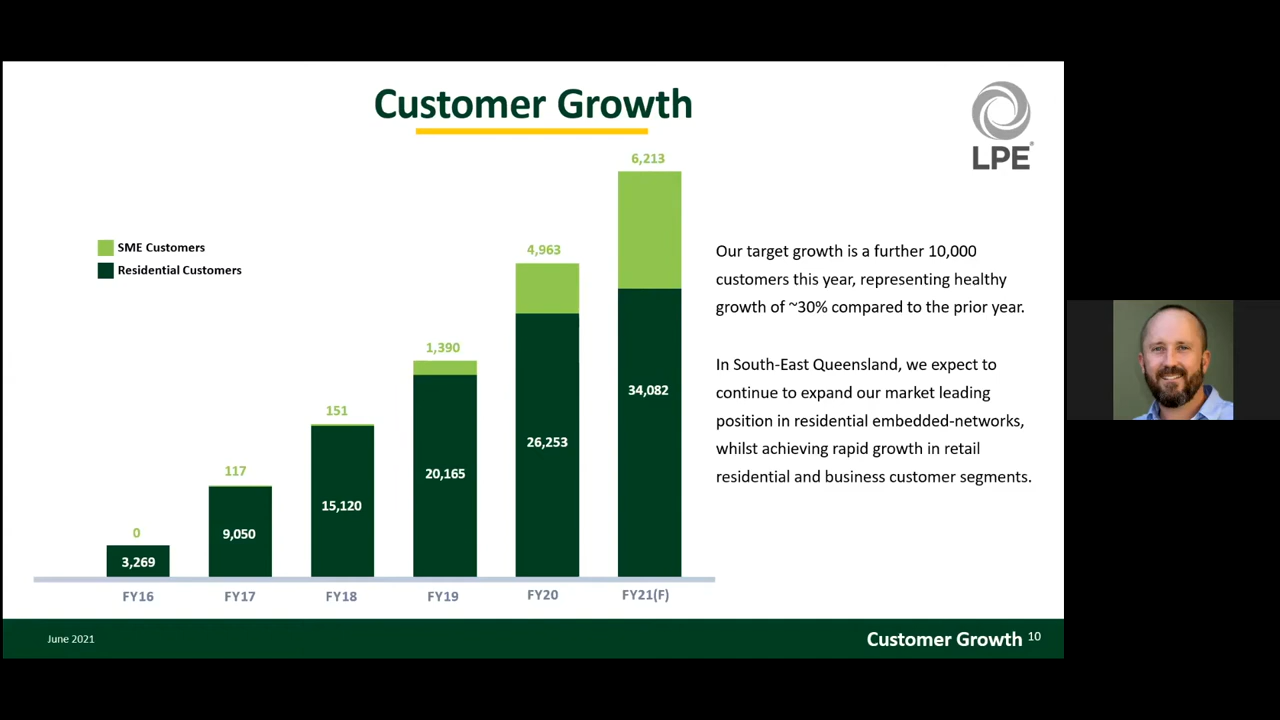 Customer Growth
LPE
SME Customers
Residential Customers
6,213
4,963
1,390
151
117
0
34,082
26,253
20,165
15,120
9,050
3,269
FY16 FY17 FY18 FY19 FY20 FY21(F)
Our target growth is a further 10,000
customers this year, representing healthy
growth of ~30% compared to the prior year.
In South-East Queensland, we expect to
continue to expand our market leading
position in residential embedded-networks,
whilst achieving rapid growth in retail
residential and business customer segments.
June 2021
Customer Growth 10